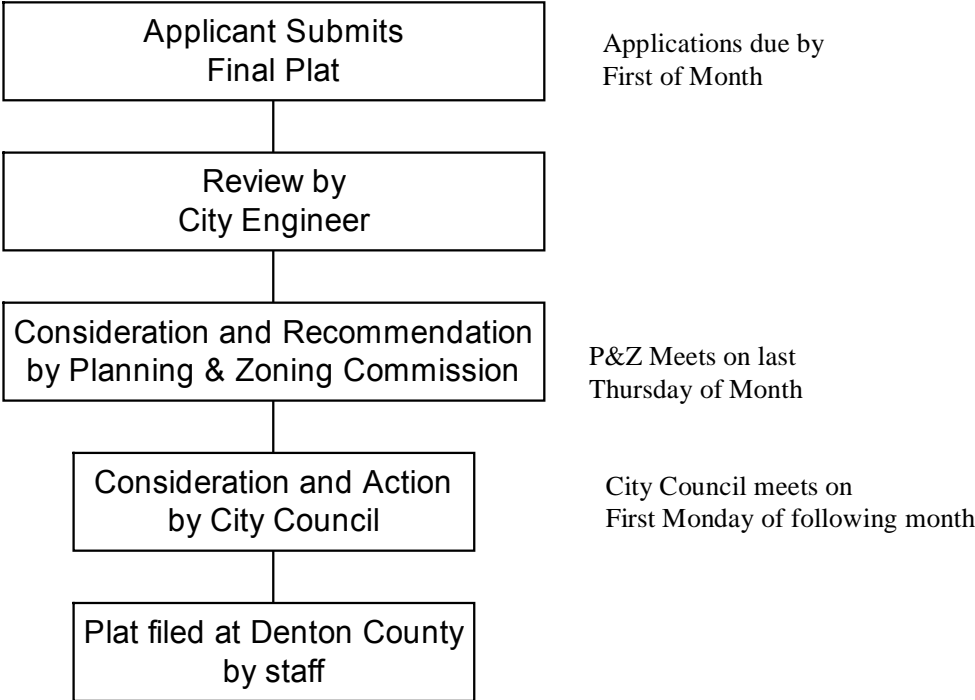 Applicant Submits
Final Plat
Applications due by
First of Month
Review by
City Engineer
Consideration and Recommendation
by Planning & Zoning Commission
P&Z Meets on last
Thursday of Month
Consideration and Action
by City Council
City Council meets on
First Monday of following month
Plat filed at Denton County
by staff